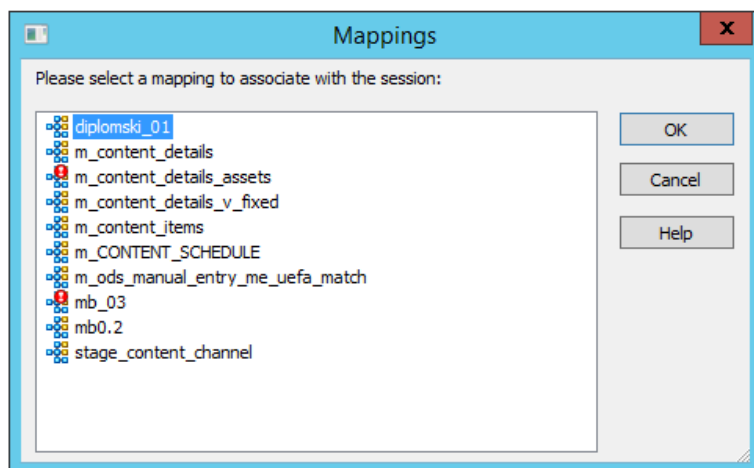 Mappings
x
Please select a mapping to associate with the session:
diplomski_01
m_content_details
m_content_details_assets
m_content_details_v_fixed
m_content_items
m_CONTENT_SCHEDULE
m_ods_manual_entry_me_uefa_match
mb_03
mb0.2
stage_content_channel
OK
Cancel
Help